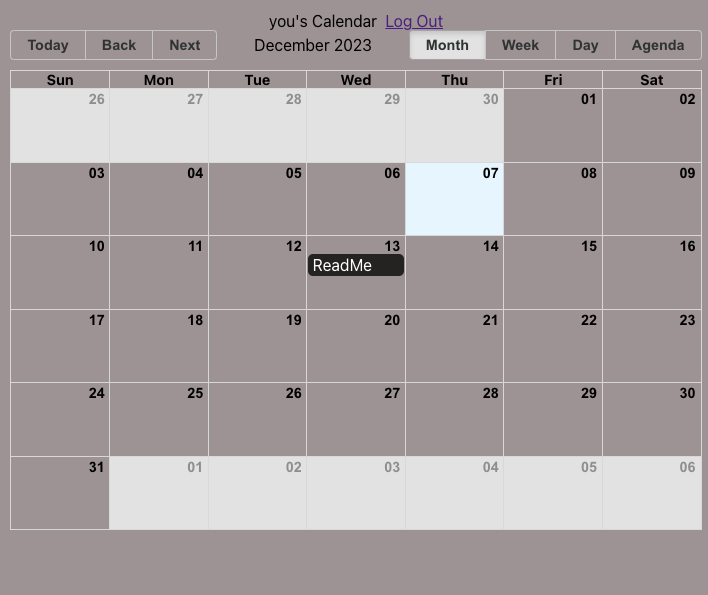 you's Calendar Log Out
Today Back Next December 2023 Month Week Day Agenda
Sun Mon Tue Wed Thu Fri Sat
26 27 28 29 30 01 02
03 04 05 06 07 08 09
10 11 12 13 14 15 16
ReadMe
17 18 19 20 21 22 23
24 25 26 27 28 29 30
31 01 02 03 04 05 06